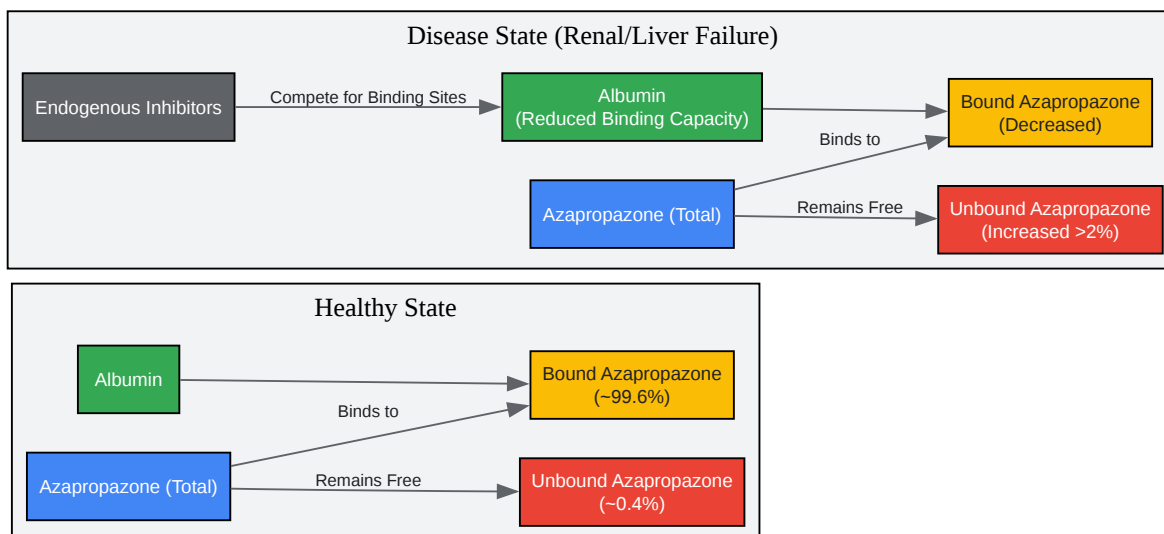 Disease State (Renal/Liver Failure)
Endogenous Inhibitors
Compete for Binding Sites
Albumin
(Reduced Binding Capacity)
Bound Azapropazone
(Decreased)
Binds to
Azapropazone (Total)
Remains Free
Unbound Azapropazone
(Increased >2%)
Healthy State
Albumin
Bound Azapropazone
(~99.6%)
Binds to
Azapropazone (Total)
Remains Free
Unbound Azapropazone
(~0.4%)